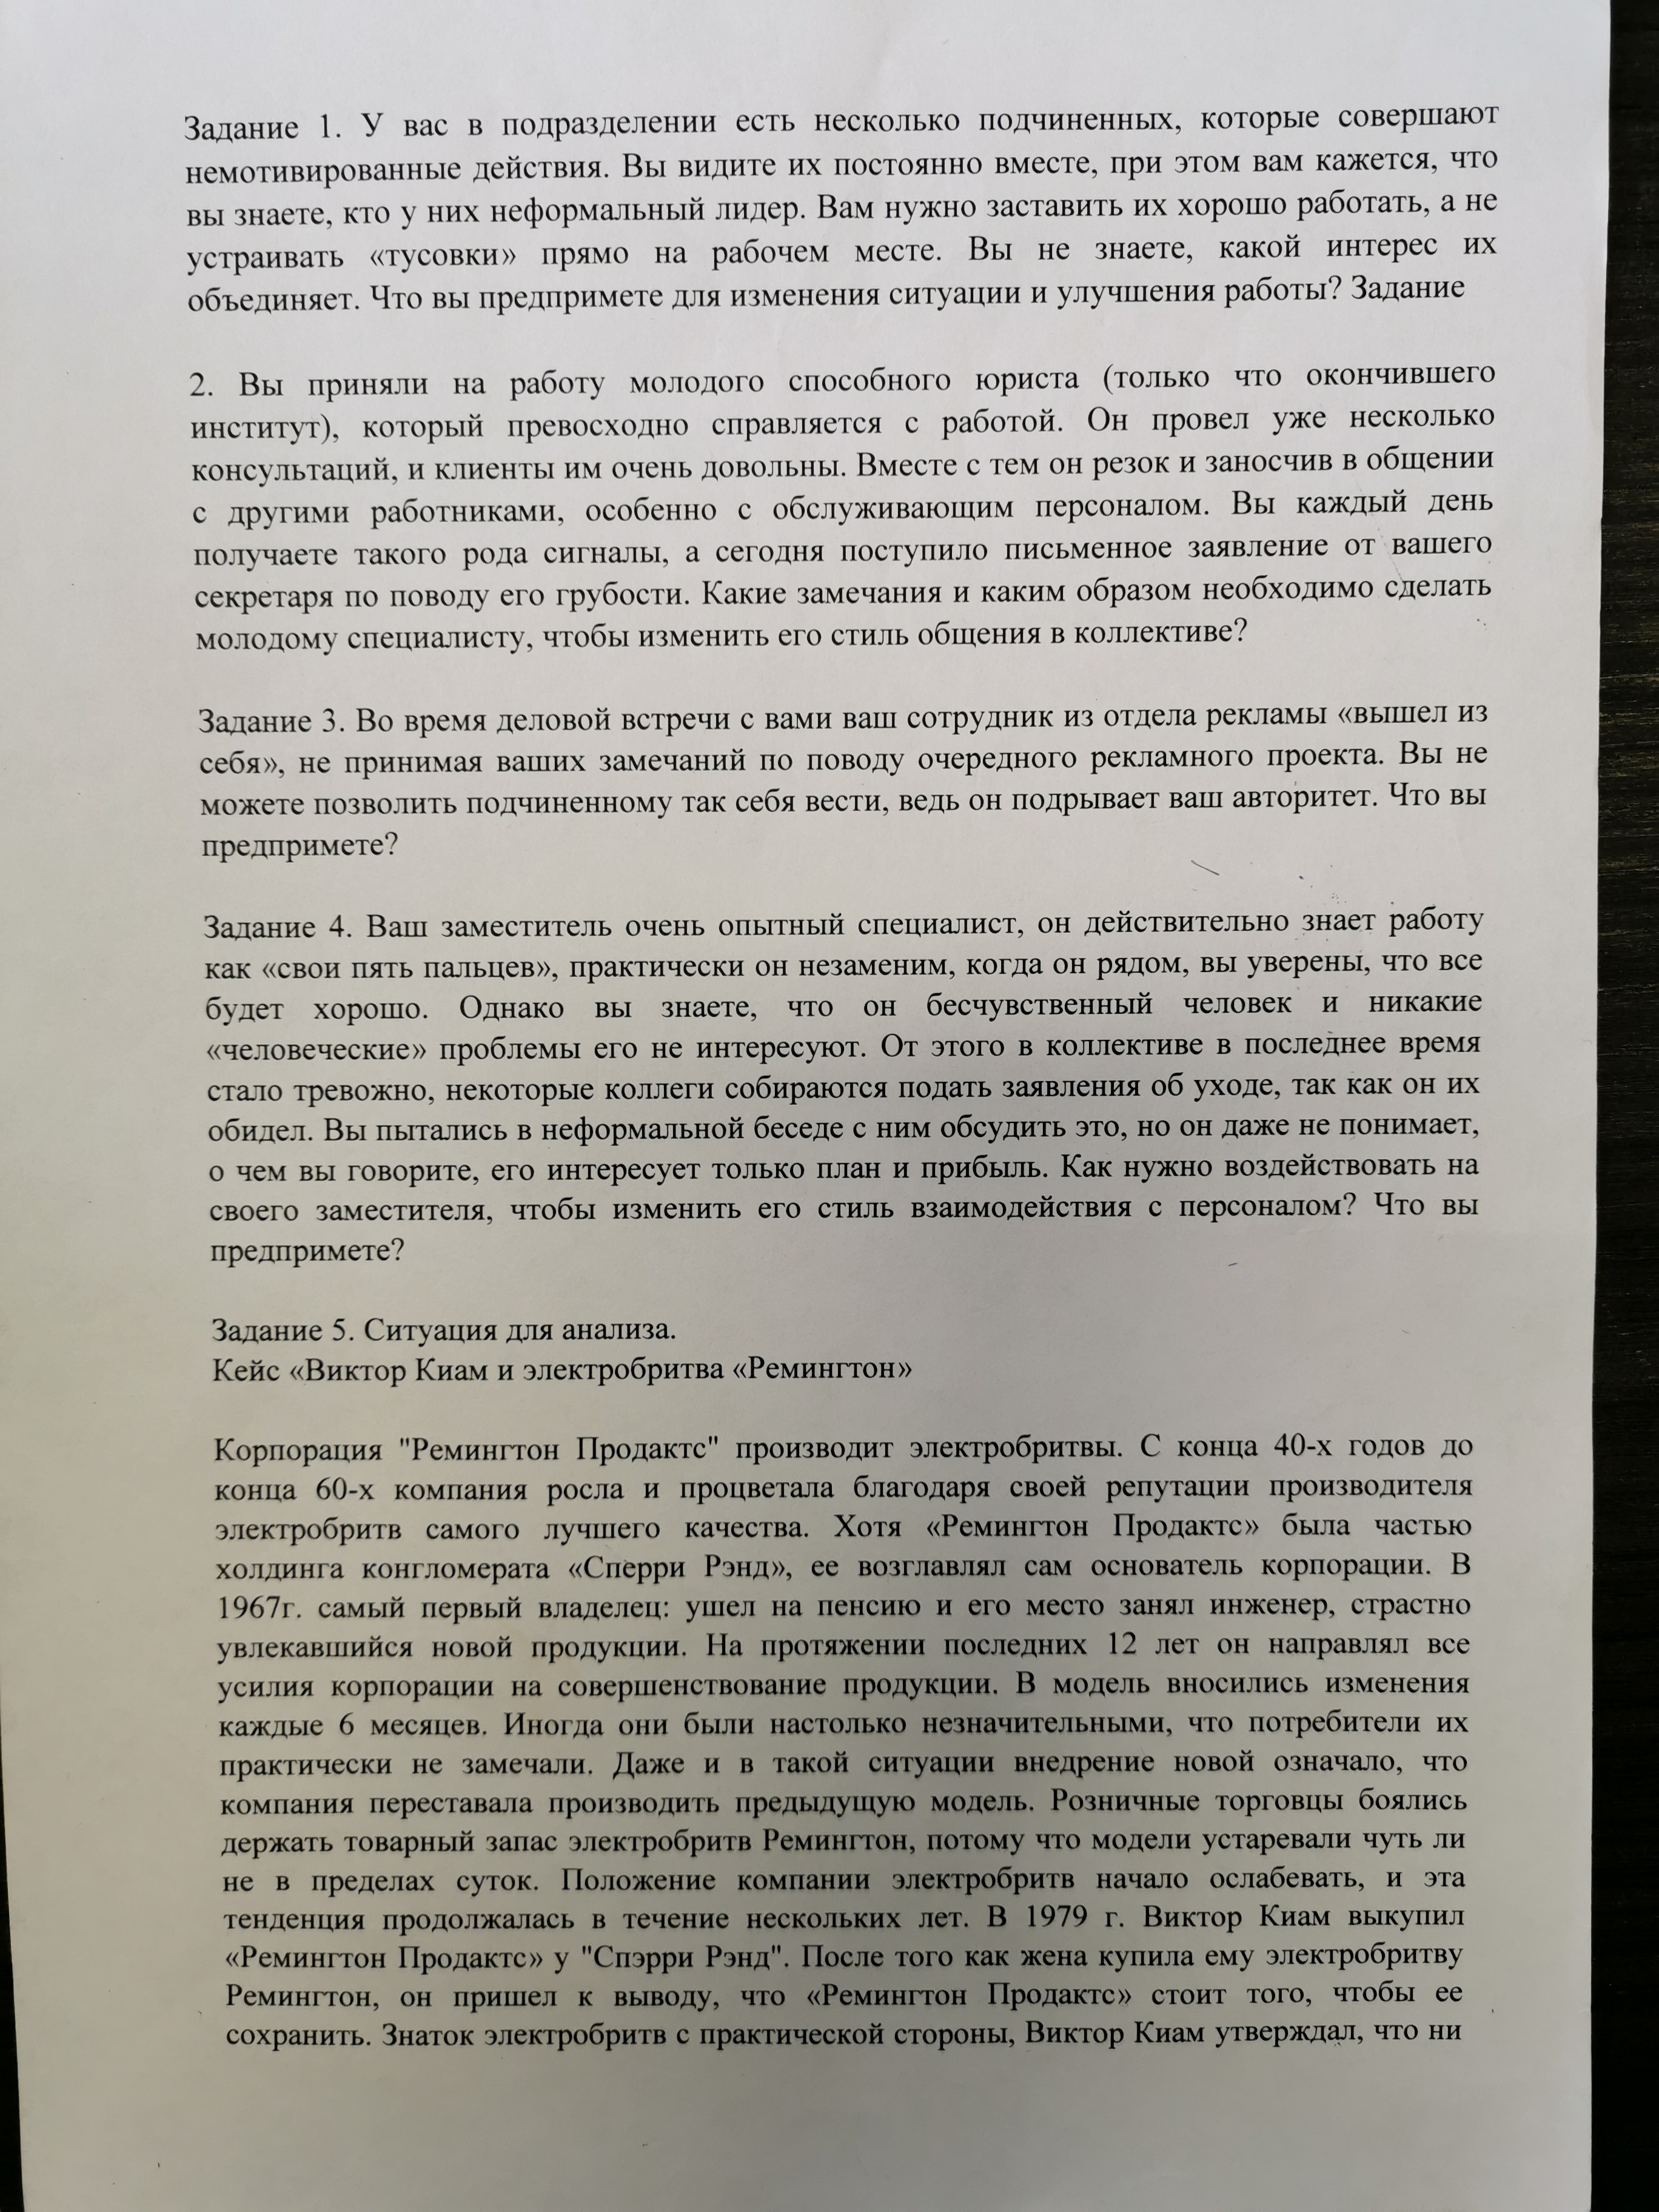 Задание 1. У вас в подразделении есть несколько подчиненных, которые совершают
немотивированные действия. Вы видите их постоянно вместе, при этом вам кажется, что
вы знаете, кто у них неформальный лидер. Вам нужно заставить их хорошо работать, а не
устраивать «тусовки» прямо на рабочем месте. Вы не знаете, какой интерес их
объединяет. Что вы предпримете для изменения ситуации и улучшения работы? Задание
2. Вы приняли на работу молодого способного юриста (только что окончившего
институт), который превосходно справляется с работой. Он провел уже несколько
консультаций, и клиенты им очень довольны. Вместе с тем он резок и заносчив в общении
с другими работниками, особенно с обслуживающим персоналом. Вы каждый день
получаете такого рода сигналы, а сегодня поступило письменное заявление от вашего
секретаря по поводу его грубости. Какие замечания и каким образом необходимо сделать
молодому специалисту, чтобы изменить его стиль общения в коллективе?
Задание 3. Во время деловой встречи с вами ваш сотрудник из отдела рекламы «вышел из
себя», не принимая ваших замечаний по поводу очередного рекламного проекта. Вы не
можете позволить подчиненному так себя вести, ведь он подрывает ваш авторитет. Что вы
предпримете?
Задание 4. Ваш заместитель очень опытный специалист, он действительно знает работу
как «свои пять пальцев», практически он незаменим, когда он рядом, вы уверены, что все
будет хорошо. Однако вы знаете, что он бесчувственный человек и никакие
«человеческие» проблемы его не интересуют. От этого в коллективе в последнее время
стало тревожно, некоторые коллеги собираются подать заявления об уходе, так как он их
обидел. Вы пытались в неформальной беседе с ним обсудить это, но он даже не понимает,
о чем вы говорите, его интересует только план и прибыль. Как нужно воздействовать на
своего заместителя, чтобы изменить его стиль взаимодействия с персоналом? Что вы
предпримете?
Задание 5. Ситуация для анализа.
Кейс «Виктор Киам и электробритва «Ремингтон»
Корпорация "Ремингтон Продактс" производит электробритвы. С конца 40-х годов до
конца 60-х компания росла и процветала благодаря своей репутации производителя
электробритв самого лучшего качества. Хотя «Ремингтон Продактс» была частью
холдинга конгломерата «Сперри Рэнд», ее возглавлял сам основатель корпорации. В
1967г. самый первый владелец: ушел на пенсию и его место занял инженер, страстно
увлекавшийся новой продукции. На протяжении последних 12 лет он направлял все
усилия корпорации на совершенствование продукции. В модель вносились изменения
каждые 6 месяцев. Иногда они были настолько незначительными, что потребители их
практически не замечали. Даже и в такой ситуации внедрение новой означало, что
компания переставала производить предыдущую модель. Розничные торговцы боялись
держать товарный запас электробритв Ремингтон, потому что модели устаревали чуть ли
не в пределах суток. Положение компании электробритв начало ослабевать, и эта
тенденция продолжалась в течение нескольких лет. В 1979 г. Виктор Киам выкупил
«Ремингтон Продактс» у "Спэрри Рэнд". После того как жена купила ему электробритву
Ремингтон, он пришел к выводу, что «Ремингтон Продактс» стоит того, чтобы ее
сохранить. Знаток электробритв с практической стороны, Виктор Киам утверждал, что ни